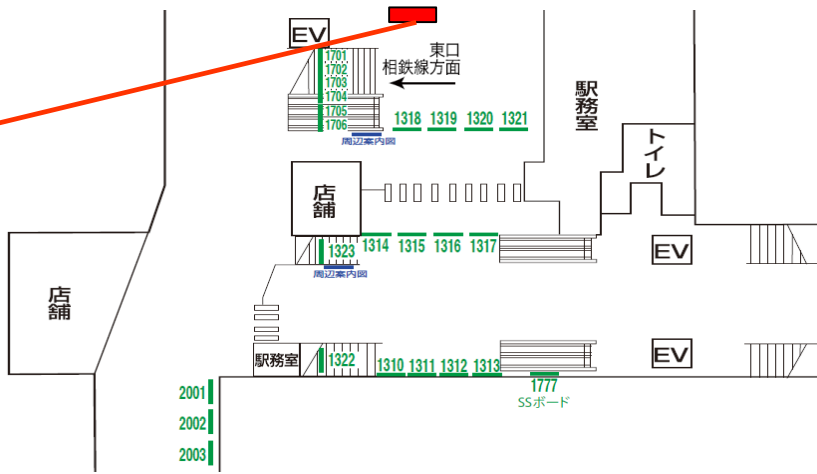 EV
1701
1702
1703
1704
1705
1706
東口
相鉄線方面
周辺案内図
1318 1319 1320 1321
駅務室
トイレ
店舗
1314 1315 1316 1317
1323
周辺案内図
EV
店舗
駅務室
1322
1310 1311 1312 1313
EV
1777
SSボード
2001
2002
2003